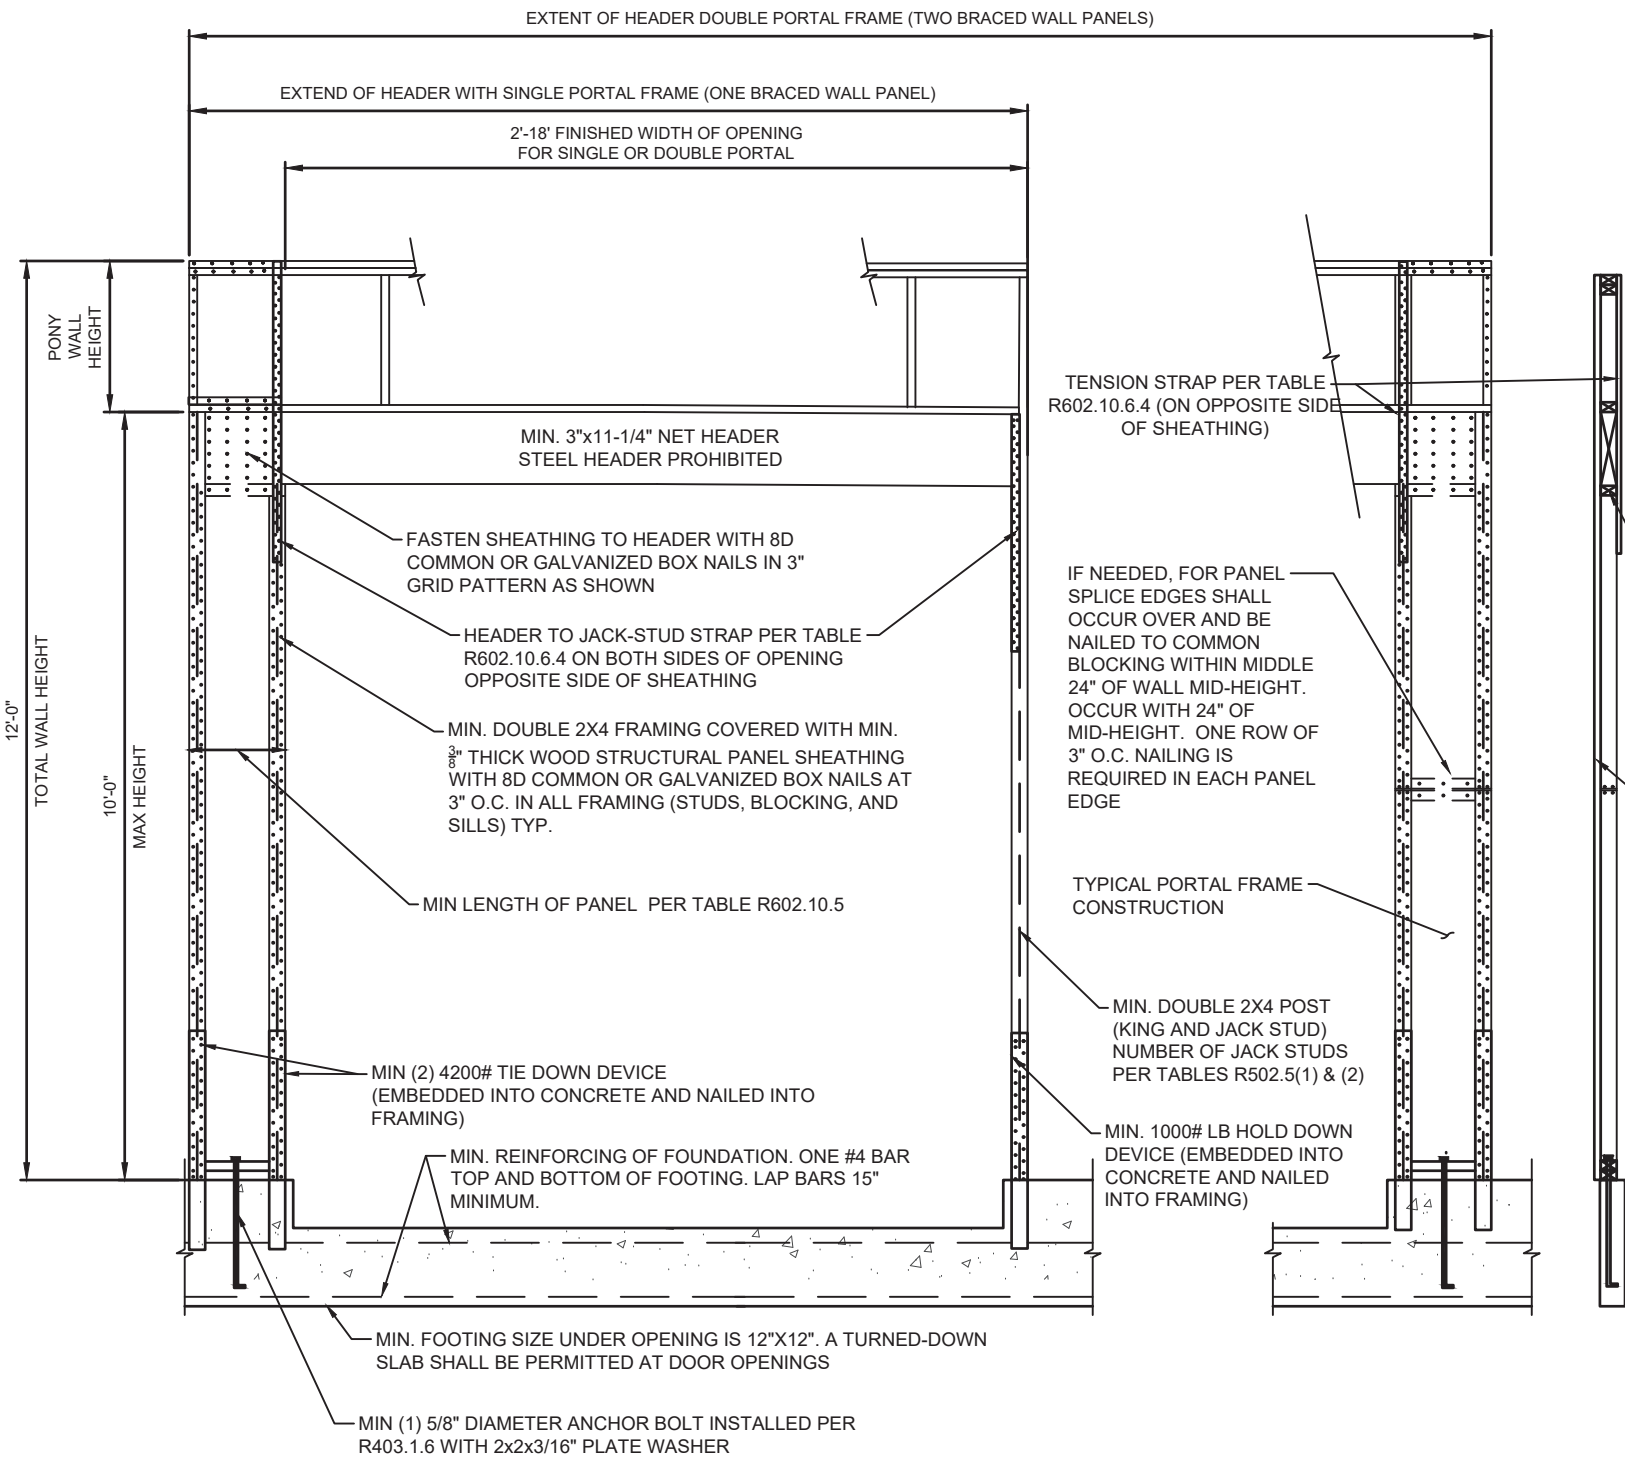 EXTENT OF HEADER DOUBLE PORTAL FRAME (TWO BRACED WALL PANELS)
EXTEND OF HEADER WITH SINGLE PORTAL FRAME (ONE BRACED WALL PANEL)
2'-18' FINISHED WIDTH OF OPENING
FOR SINGLE OR DOUBLE PORTAL
PONY
WALL
HEIGHT
12'-0"
TOTAL WALL HEIGHT
10'-0"
MAX HEIGHT
MIN. 3"x11-1/4" NET HEADER
STEEL HEADER PROHIBITED
TENSION STRAP PER TABLE
R602.10.6.4 (ON OPPOSITE SIDE
OF SHEATHING)
FASTEN SHEATHING TO HEADER WITH 8D
COMMON OR GALVANIZED BOX NAILS IN 3"
GRID PATTERN AS SHOWN
HEADER TO JACK-STUD STRAP PER TABLE
R602.10.6.4 ON BOTH SIDES OF OPENING
OPPOSITE SIDE OF SHEATHING
IF NEEDED, FOR PANEL
SPLICE EDGES SHALL
OCCUR OVER AND BE
NAILED TO COMMON
BLOCKING WITHIN MIDDLE
24" OF WALL MID-HEIGHT.
OCCUR WITH 24" OF
MID-HEIGHT. ONE ROW OF
3" O.C. NAILING IS
REQUIRED IN EACH PANEL
EDGE
MIN. DOUBLE 2X4 FRAMING COVERED WITH MIN.
3/8" THICK WOOD STRUCTURAL PANEL SHEATHING
WITH 8D COMMON OR GALVANIZED BOX NAILS AT
3" O.C. IN ALL FRAMING (STUDS, BLOCKING, AND
SILLS) TYP.
MIN LENGTH OF PANEL PER TABLE R602.10.5
TYPICAL PORTAL FRAME
CONSTRUCTION
MIN. DOUBLE 2X4 POST
(KING AND JACK STUD)
NUMBER OF JACK STUDS
PER TABLES R502.5(1) & (2)
MIN (2) 4200# TIE DOWN DEVICE
(EMBEDDED INTO CONCRETE AND NAILED INTO
FRAMING)
MIN. 1000# LB HOLD DOWN
DEVICE (EMBEDDED INTO
CONCRETE AND NAILED
INTO FRAMING)
MIN. REINFORCING OF FOUNDATION. ONE #4 BAR
TOP AND BOTTOM OF FOOTING. LAP BARS 15"
MINIMUM.
MIN. FOOTING SIZE UNDER OPENING IS 12"X12". A TURNED-DOWN
SLAB SHALL BE PERMITTED AT DOOR OPENINGS
MIN (1) 5/8" DIAMETER ANCHOR BOLT INSTALLED PER
R403.1.6 WITH 2x2x3/16" PLATE WASHER